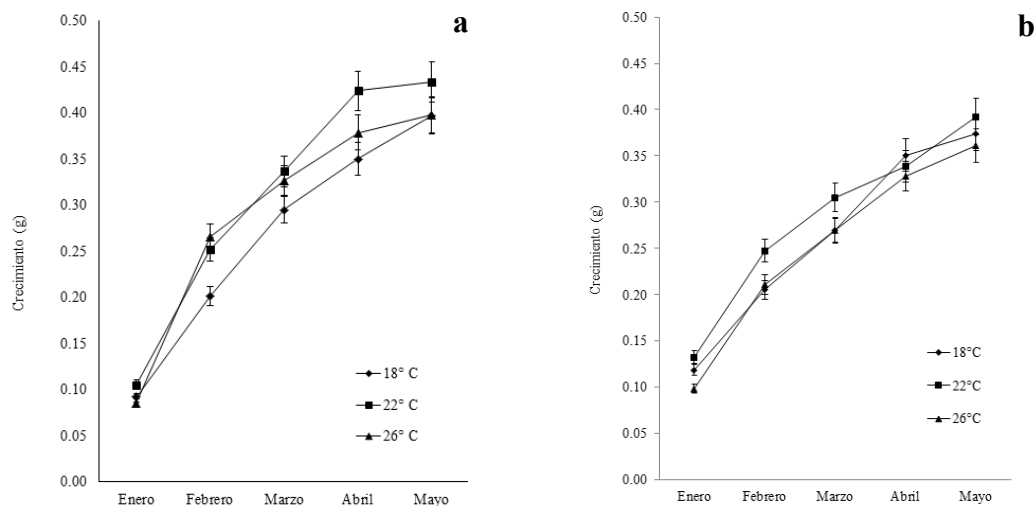 a
0.50
0.45
0.40
0.35
0.30
0.25
0.20
0.15
0.10
0.05
0.00
Crecimiento (g)
18° C
22° C
26° C
Enero Febrero Marzo Abril Mayo
b
0.50
0.45
0.40
0.35
0.30
0.25
0.20
0.15
0.10
0.05
0.00
Crecimiento (g)
18°C
22°C
26°C
Enero Febrero Marzo Abril Mayo